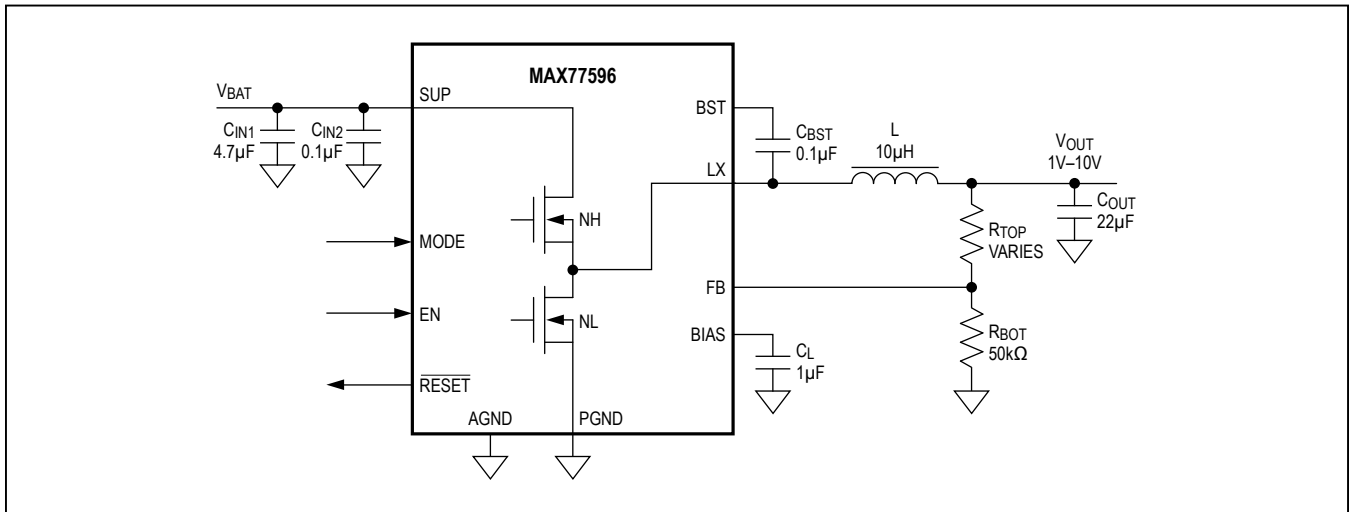 MAX77596
VBAT
SUP
BST
CIN1
4.7µF
CIN2
0.1µF
CBST
0.1µF
L
10µH
VOUT
1V–10V
LX
COUT
22µF
NH
RTOP
VARIES
MODE
FB
EN
NL
BIAS
CL
1µF
RBOT
50kΩ
RESET
AGND
PGND